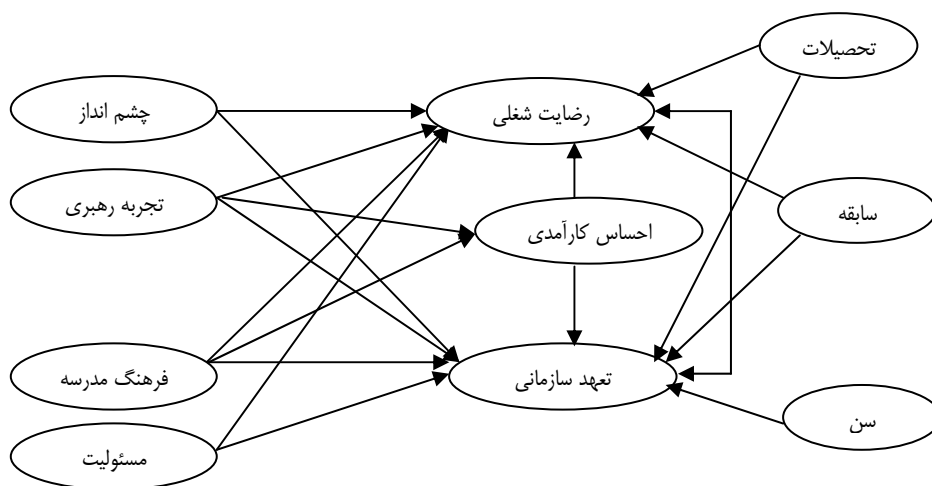 تحصیلات
چشم انداز
رضایت شغلی
تجربه رهبری
سابقه
احساس کارآمدی
فرهنگ مدرسه
تعهد سازمانی
سن
مسئولیت